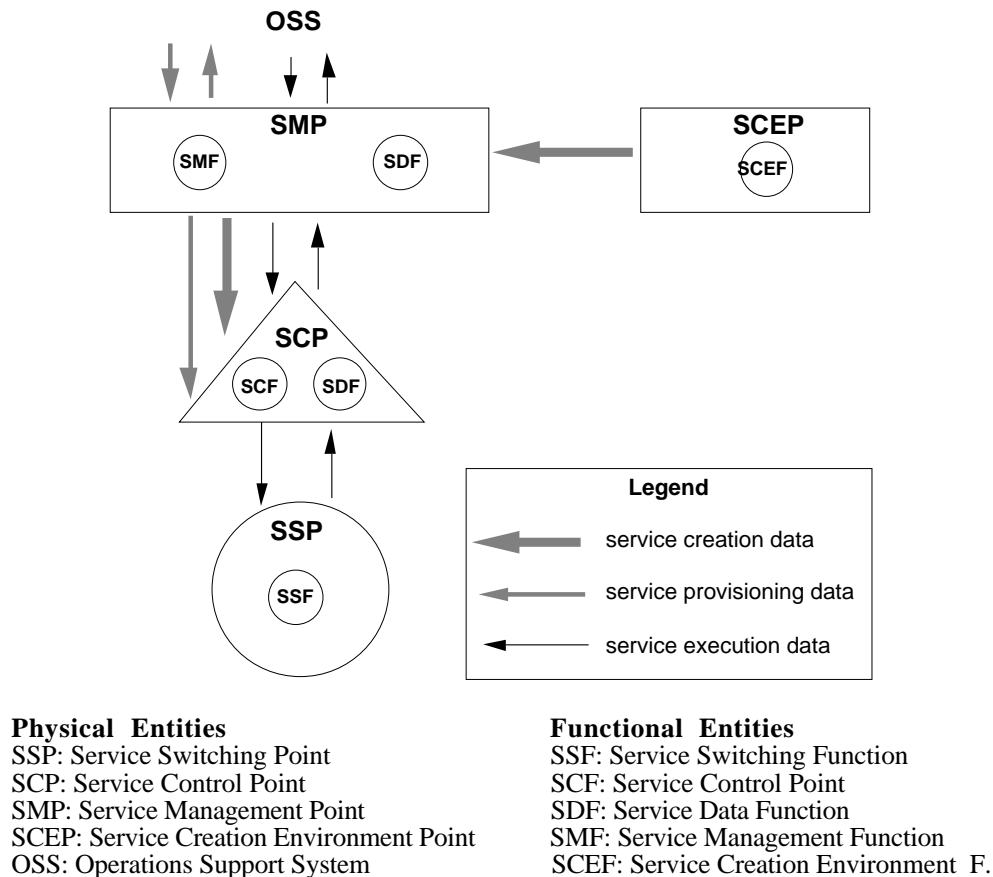 OSS
SMP
SMF
SDF
SCEP
SCEF
SCP
SCF
SDF
SSP
SSF
Legend
service creation data
service provisioning data
service execution data
Physical Entities
SSP: Service Switching Point
SCP: Service Control Point
SMP: Service Management Point
SCEP: Service Creation Environment Point
OSS: Operations Support System
Functional Entities
SSF: Service Switching Function
SCF: Service Control Point
SDF: Service Data Function
SMF: Service Management Function
SCEF: Service Creation Environment F.